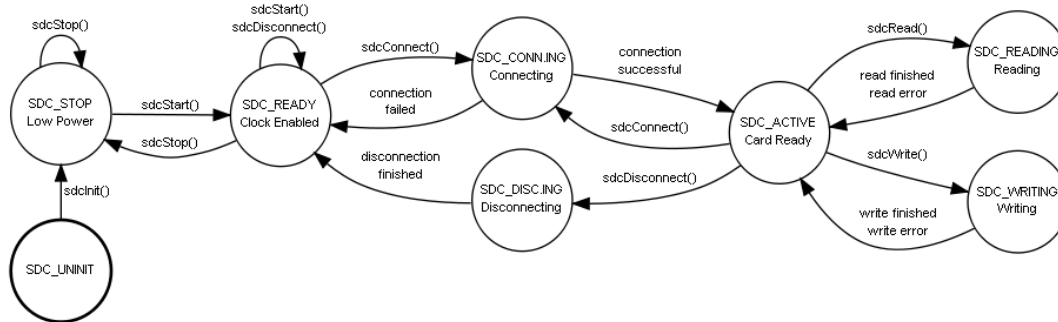 sdcStop()
SDC_STOP
Low Power
sdcInit()
SDC_UNINIT
sdcStart()
sdcStop()
sdcStart()
sdcDisconnect()
SDC_READY
Clock Enabled
sdcConnect()
connection
failed
disconnection
finished
SDC_CONN.ING
Connecting
SDC_DISC.ING
Disconnecting
connection
successful
sdcConnect()
sdcDisconnect()
SDC_ACTIVE
Card Ready
sdcRead()
read finished
read error
sdcWrite()
write finished
write error
SDC_READING
Reading
SDC_WRITING
Writing